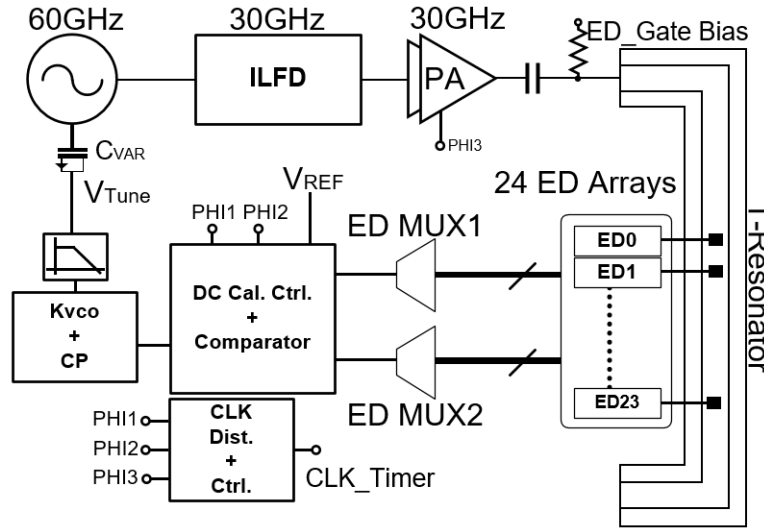 60GHz
30GHz
30GHz
ILFD
PA
PHI3
ED_Gate Bias
CVAR
VTune
VREF
PHI1 PHI2
24 ED Arrays
ED MUX1
ED0
ED1
ED23
T-Resonator
Kvco
+
CP
DC Cal. Ctrl.
+
Comparator
ED MUX2
PHI1
PHI2
PHI3
CLK
Dist.
+
Ctrl.
CLK_Timer